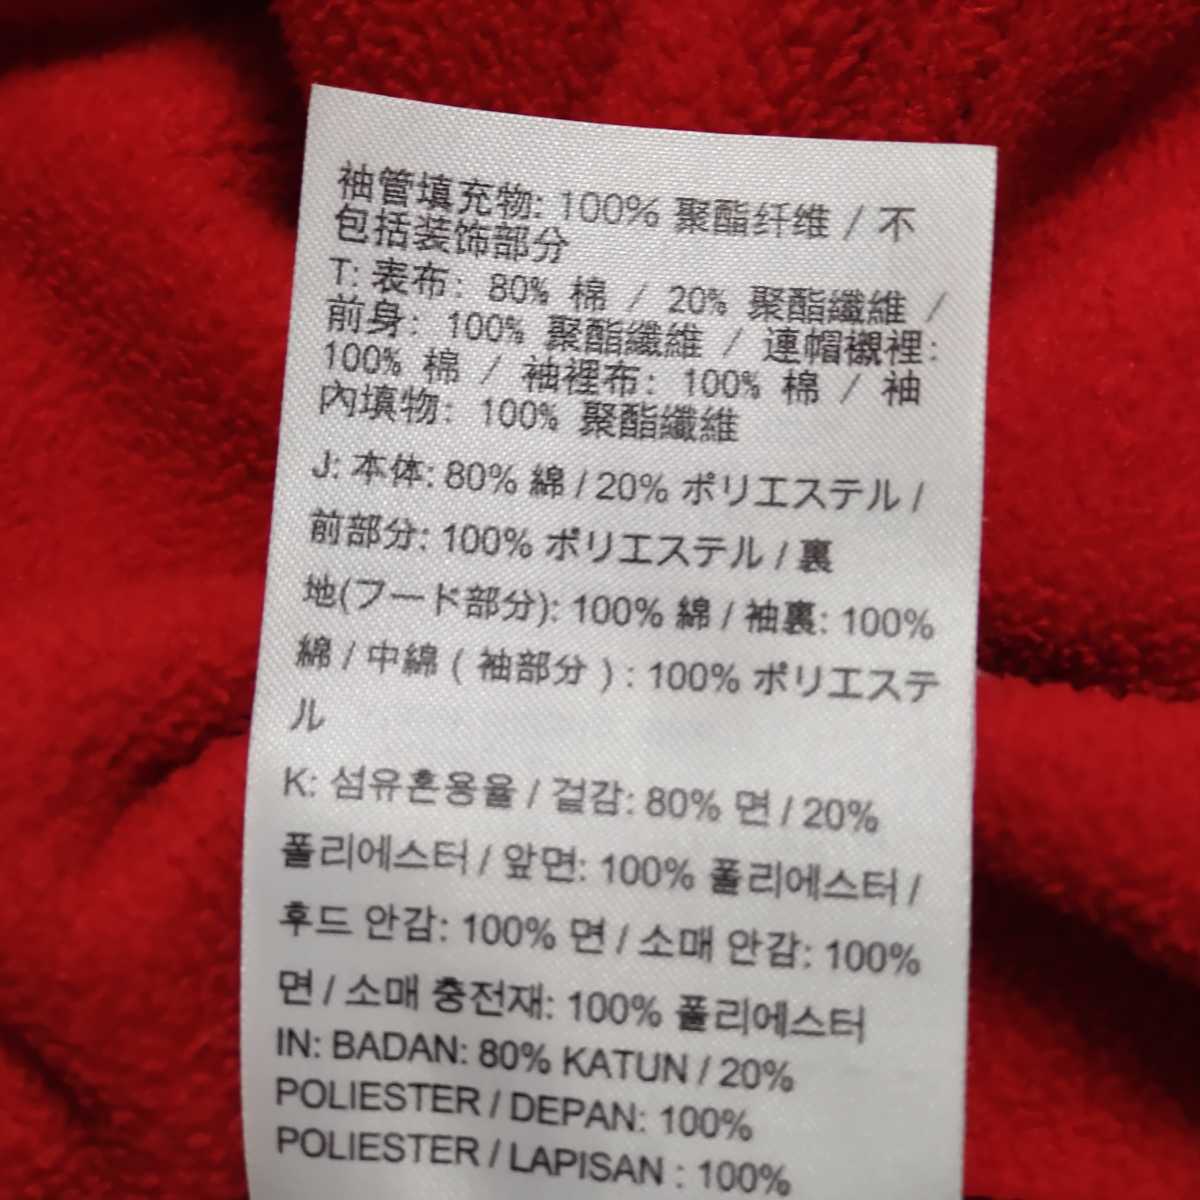 袖管填充物: 100% 聚酯纤维 / 不
包括装饰部分
T: 表布: 80% 棉 / 20% 聚酯纖維 /
前身: 100% 聚酯纖維 / 連帽襯裡:
100% 棉 / 袖裡布: 100% 棉 / 袖
內填物: 100% 聚酯纖維
J: 本体: 80% 綿 / 20% ポリエステル /
前部分: 100% ポリエステル / 裏
地(フード部分): 100% 綿 / 袖裏: 100%
綿 / 中綿 ( 袖部分 ) : 100% ポリエステ
ル
K: 섬유혼용율 / 겉감: 80% 면 / 20%
폴리에스터 / 앞면: 100% 폴리에스터 /
후드 안감: 100% 면 / 소매 안감: 100%
면 / 소매 충전재: 100% 폴리에스터
IN: BADAN: 80% KATUN / 20%
POLIESTER / DEPAN: 100%
POLIESTER / LAPISAN : 100%